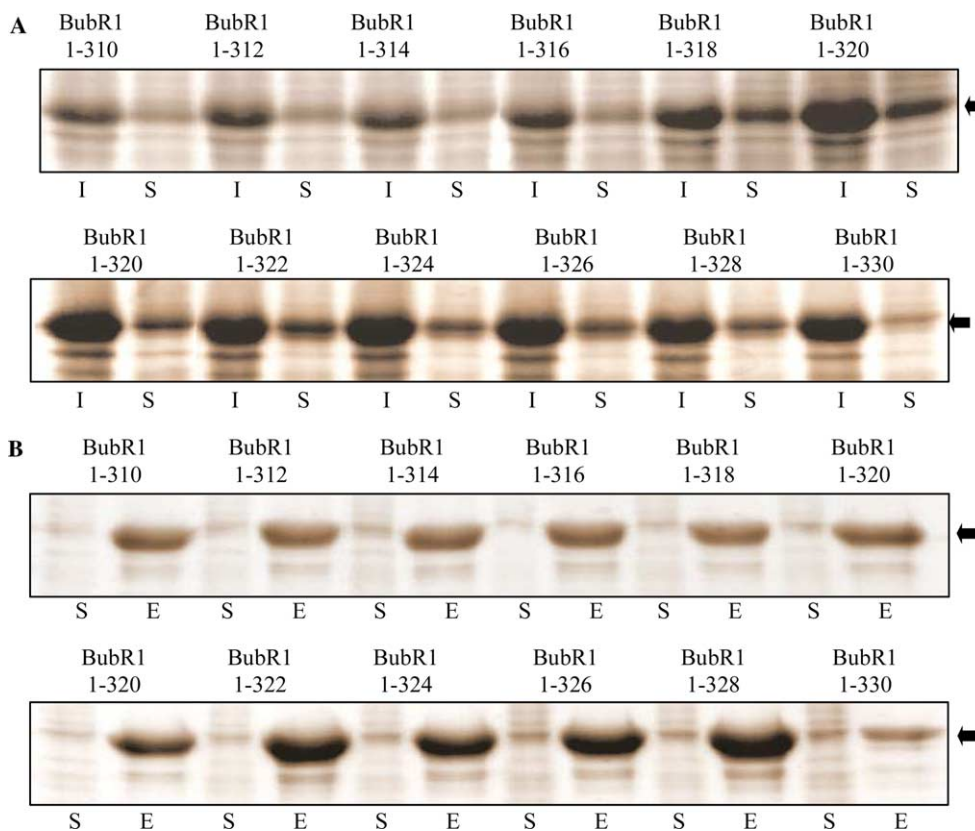 A
BubR1 BubR1 BubR1 BubR1 BubR1 BubR1
1-310 1-312 1-314 1-316 1-318 1-320
I S I S I S I S I S I S
BubR1 BubR1 BubR1 BubR1 BubR1 BubR1
1-320 1-322 1-324 1-326 1-328 1-330
I S I S I S I S I S I S
B
BubR1 BubR1 BubR1 BubR1 BubR1 BubR1
1-310 1-312 1-314 1-316 1-318 1-320
S E S E S E S E S E S E
BubR1 BubR1 BubR1 BubR1 BubR1 BubR1
1-320 1-322 1-324 1-326 1-328 1-330
S E S E S E S E S E S E